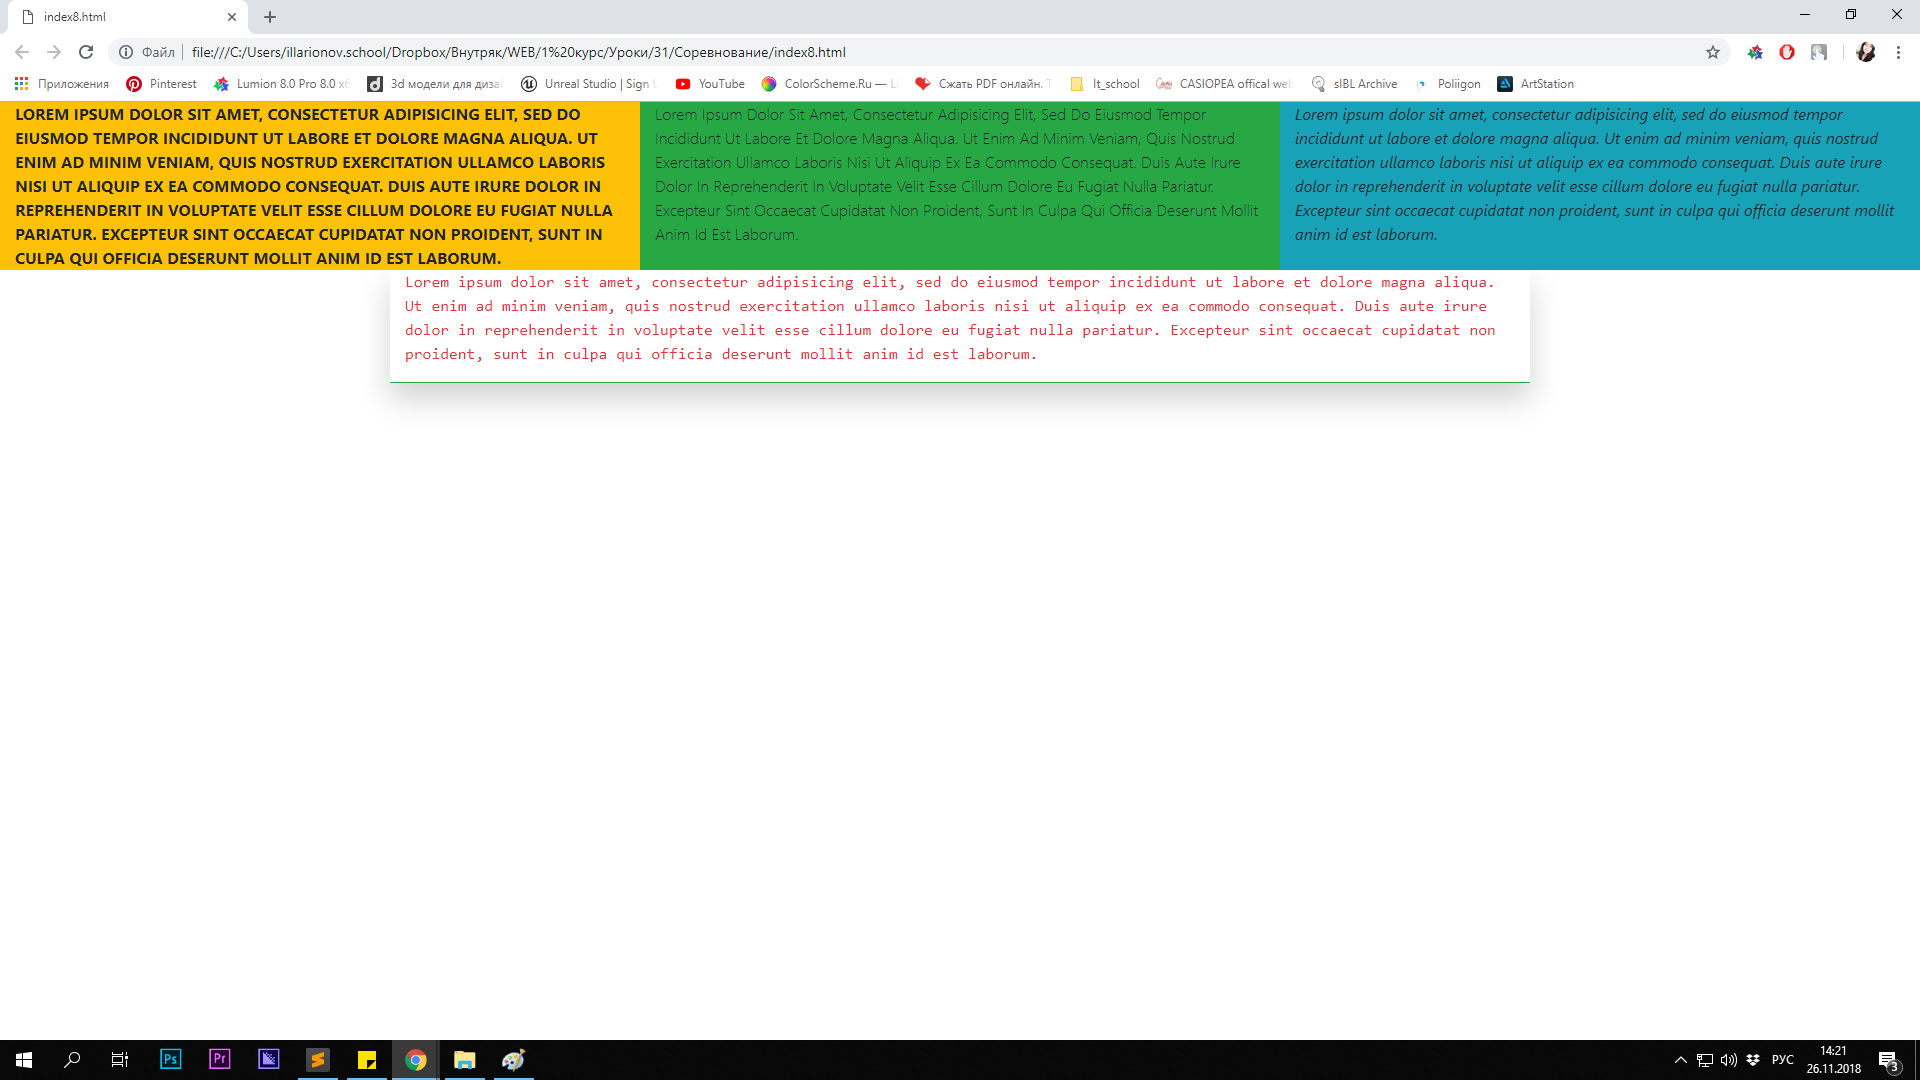 index8.html
Файл
file:///C:/Users/illarionov.school/Dropbox/Внутряк/WEB/1%20курс/Уроки/31/Соревнование/index8.html
Приложения
Pinterest
Lumion 8.0 Pro 8.0 x6
3d модели для дизай
Unreal Studio | Sign U
YouTube
ColorScheme.Ru —
Сжать PDF онлайн.
It_school
CASIOPEA offical web
sIBL Archive
Poliigon
ArtStation
LOREM IPSUM DOLOR SIT AMET, CONSECTETUR ADIPISICING ELIT, SED DO
EIUSMOD TEMPOR INCIDIDUNT UT LABORE ET DOLORE MAGNA ALIQUA. UT
ENIM AD MINIM VENIAM, QUIS NOSTRUD EXERCITATION ULLAMCO LABORIS
NISI UT ALIQUIP EX EA COMMODO CONSEQUAT. DUIS AUTE IRURE DOLOR IN
REPREHENDERIT IN VOLUPTATE VELIT ESSE CILLUM DOLORE EU FUGIAT NULLA
PARIATUR. EXCEPTEUR SINT OCCAECAT CUPIDATAT NON PROIDENT, SUNT IN
CULPA QUI OFFICIA DESERUNT MOLLIT ANIM ID EST LABORUM.
Lorem Ipsum Dolor Sit Amet, Consectetur Adipisicing Elit, Sed Do Eiusmod Tempor
Incididunt Ut Labore Et Dolore Magna Aliqua. Ut Enim Ad Minim Veniam, Quis Nostrud
Exercitation Ullamco Laboris Nisi Ut Aliquip Ex Ea Commodo Consequat. Duis Aute Irure
Dolor In Reprehenderit In Voluptate Velit Esse Cillum Dolore Eu Fugiat Nulla Pariatur.
Excepteur Sint Occaecat Cupidatat Non Proident, Sunt In Culpa Qui Officia Deserunt Mollit
Anim Id Est Laborum.
Lorem ipsum dolor sit amet, consectetur adipisicing elit, sed do eiusmod tempor
incididunt ut labore et dolore magna aliqua. Ut enim ad minim veniam, quis nostrud
exercitation ullamco laboris nisi ut aliquip ex ea commodo consequat. Duis aute irure
dolor in reprehenderit in voluptate velit esse cillum dolore eu fugiat nulla pariatur.
Excepteur sint occaecat cupidatat non proident, sunt in culpa qui officia deserunt mollit
anim id est laborum.
Lorem ipsum dolor sit amet, consectetur adipisicing elit, sed do eiusmod tempor incididunt ut labore et dolore magna aliqua.
Ut enim ad minim veniam, quis nostrud exercitation ullamco laboris nisi ut aliquip ex ea commodo consequat. Duis aute irure
dolor in reprehenderit in voluptate velit esse cillum dolore eu fugiat nulla pariatur. Excepteur sint occaecat cupidatat non
proident, sunt in culpa qui officia deserunt mollit anim id est laborum.
Ps
Pr
РУС
14:21
26.11.2018
3